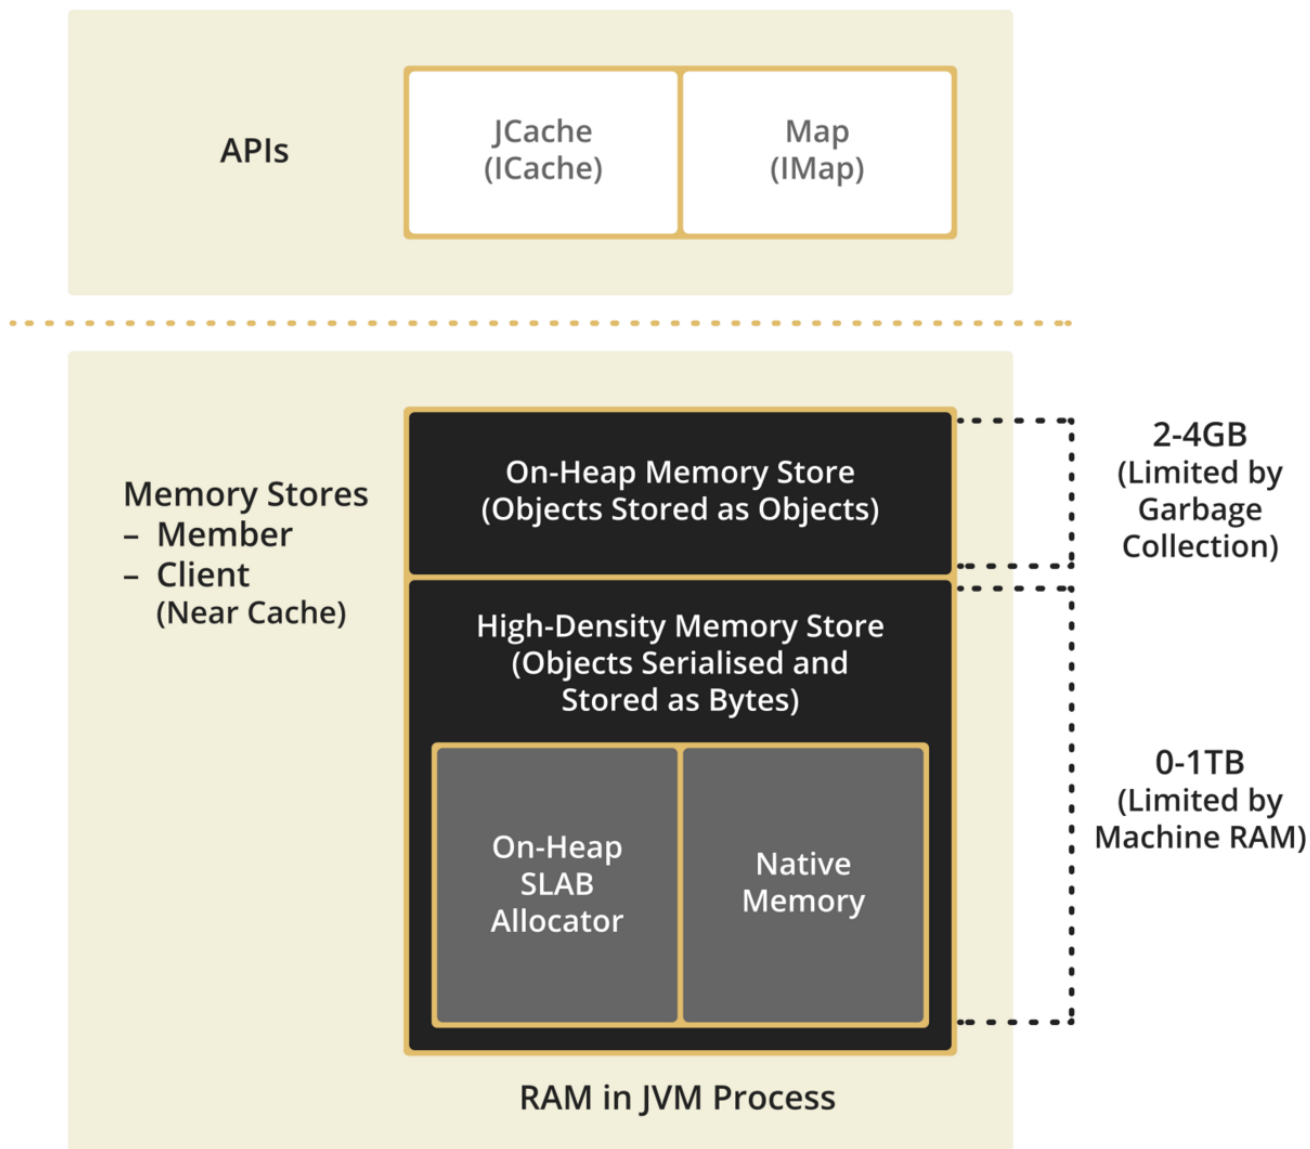 APIs
JCache
(ICache)
Map
(IMap)
Memory Stores
– Member
– Client
(Near Cache)
On-Heap Memory Store
(Objects Stored as Objects)
2-4GB
(Limited by
Garbage
Collection)
High-Density Memory Store
(Objects Serialised and
Stored as Bytes)
On-Heap
SLAB
Allocator
Native
Memory
0-1TB
(Limited by
Machine RAM)
RAM in JVM Process